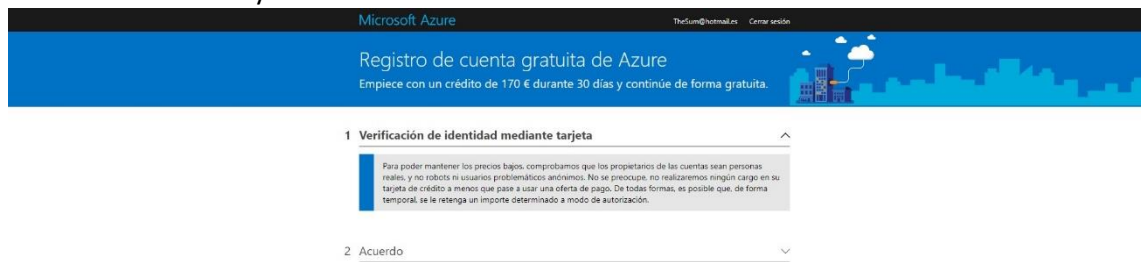 Microsoft Azure TheSum@hotmail.es Cerrar sesión
Registro de cuenta gratuita de Azure
Empiece con un crédito de 170 € durante 30 días y continúe de forma gratuita.
1 Verificación de identidad mediante tarjeta
Para poder mantener los precios bajos, comprobamos que los propietarios de las cuentas sean personas
reales, y no robots ni usuarios problemáticos anónimos. No se preocupe, no realizaremos ningún cargo en su
tarjeta de crédito a menos que pase a usar una oferta de pago. De todas formas, es posible que, de forma
temporal, se le retenga un importe determinado a modo de autorización.
2 Acuerdo